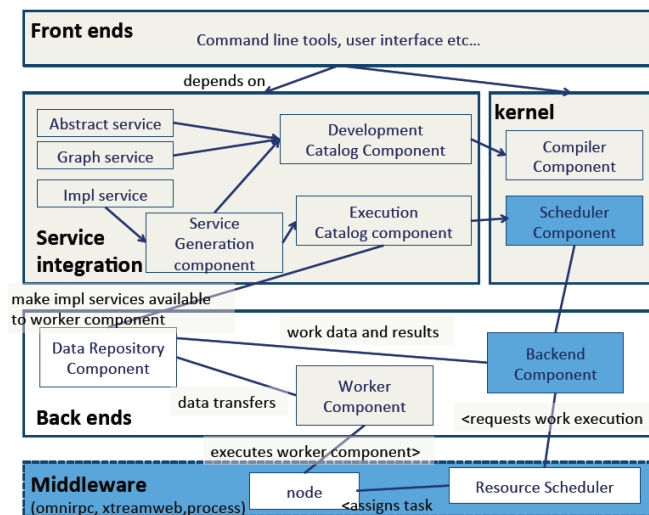 Front ends
Command line tools, user interface etc...
depends on
kernel
Abstract service
Graph service
Impl service
Development
Catalog Component
Compiler
Component
Service
Generation
component
Execution
Catalog component
Scheduler
Component
Service
integration
make impl services available
to worker component
Data Repository
Component
work data and results
Backend
Component
data transfers
Worker
Component
Back ends
<requests work execution
executes worker component>
Middleware
(omnirpc, xtreamweb,process)
node
<assigns task
Resource Scheduler